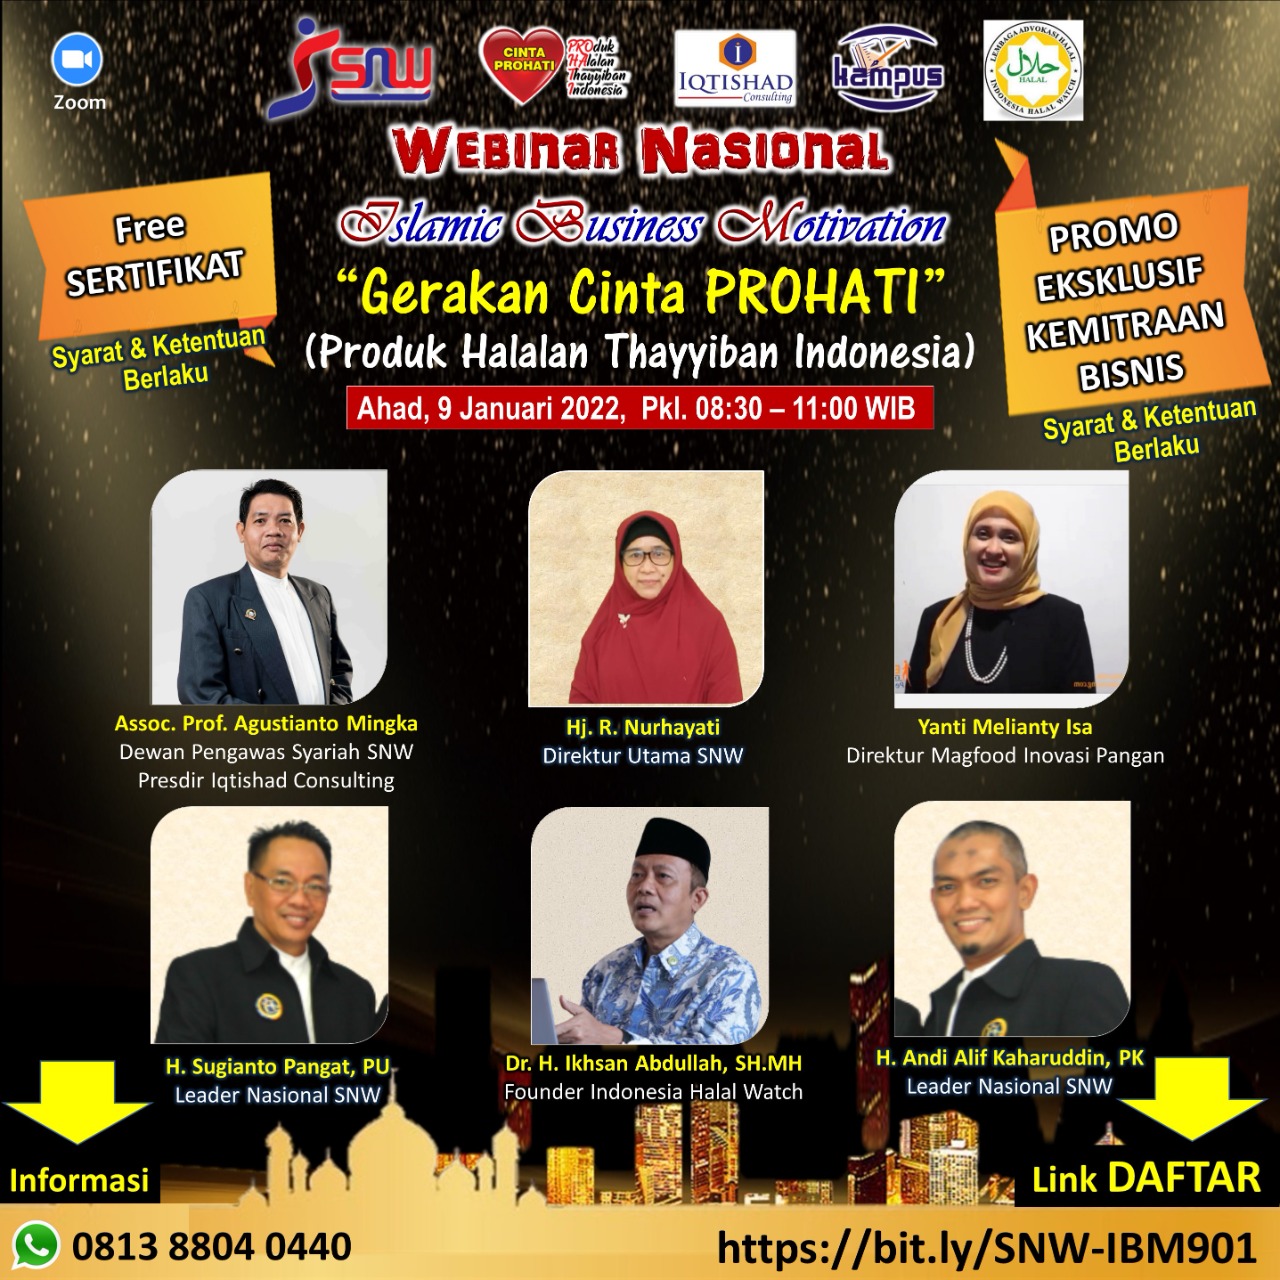 Zoom
SNW
CINTA
PROHATI
PROduk
HAlalan
Thayyiban
Indonesia
I
IQTISHAD
Consulting
kampus
LEMBAGA ADVOKASI HALAL
حلال
HALAL
INDONESIA HALAL WATCH
WEBINAR NASIONAL
Islamic Business Motivation
“Gerakan Cinta PROHATI”
(Produk Halalan Thayyiban Indonesia)
Ahad, 9 Januari 2022, Pkl. 08:30 – 11:00 WIB
Free
SERTIFIKAT
Syarat & Ketentuan
Berlaku
PROMO
EKSKLUSIF
KEMITRAAN
BISNIS
Syarat & Ketentuan
Berlaku
Assoc. Prof. Agustianto Mingka
Dewan Pengawas Syariah SNW
Presdir Iqtishad Consulting
Hj. R. Nurhayati
Direktur Utama SNW
Yanti Melianty Isa
Direktur Magfood Inovasi Pangan
H. Sugianto Pangat, PU
Leader Nasional SNW
Dr. H. Ikhsan Abdullah, SH.MH
Founder Indonesia Halal Watch
H. Andi Alif Kaharuddin, PK
Leader Nasional SNW
Informasi
Link DAFTAR
0813 8804 0440
https://bit.ly/SNW-IBM901